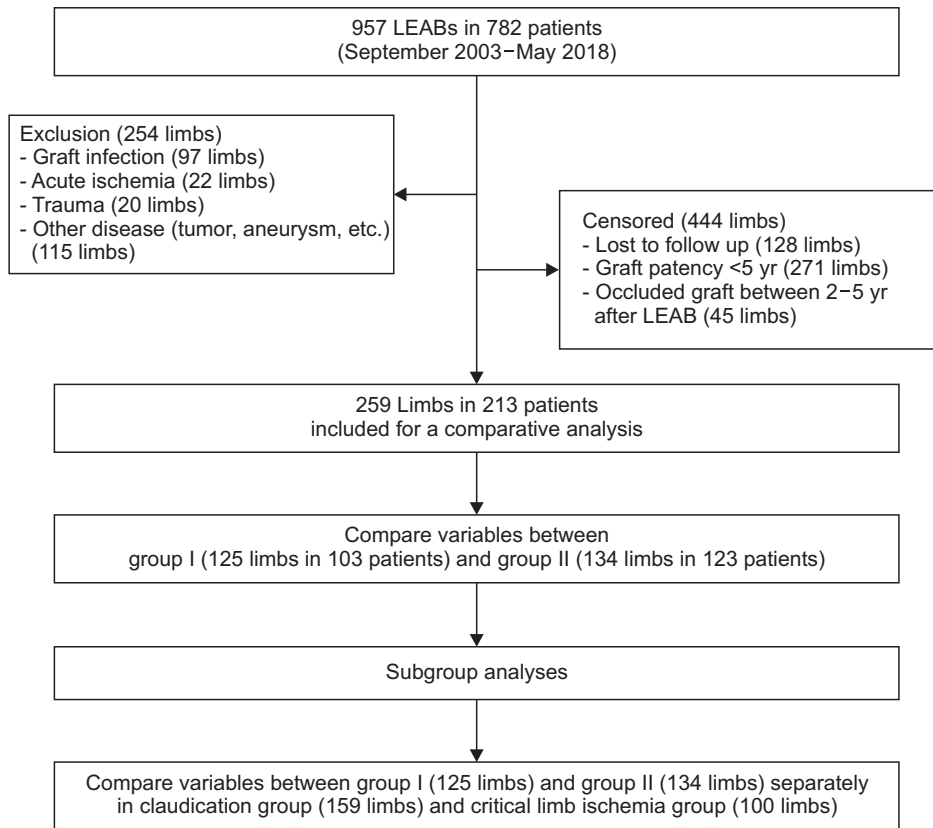 957 LEABs in 782 patients
(September 2003−May 2018)
Exclusion (254 limbs)
- Graft infection (97 limbs)
- Acute ischemia (22 limbs)
- Trauma (20 limbs)
- Other disease (tumor, aneurysm, etc.)
(115 limbs)
Censored (444 limbs)
- Lost to follow up (128 limbs)
- Graft patency <5 yr (271 limbs)
- Occluded graft between 2−5 yr
after LEAB (45 limbs)
259 Limbs in 213 patients
included for a comparative analysis
Compare variables between
group I (125 limbs in 103 patients) and group II (134 limbs in 123 patients)
Subgroup analyses
Compare variables between group I (125 limbs) and group II (134 limbs) separately
in claudication group (159 limbs) and critical limb ischemia group (100 limbs)